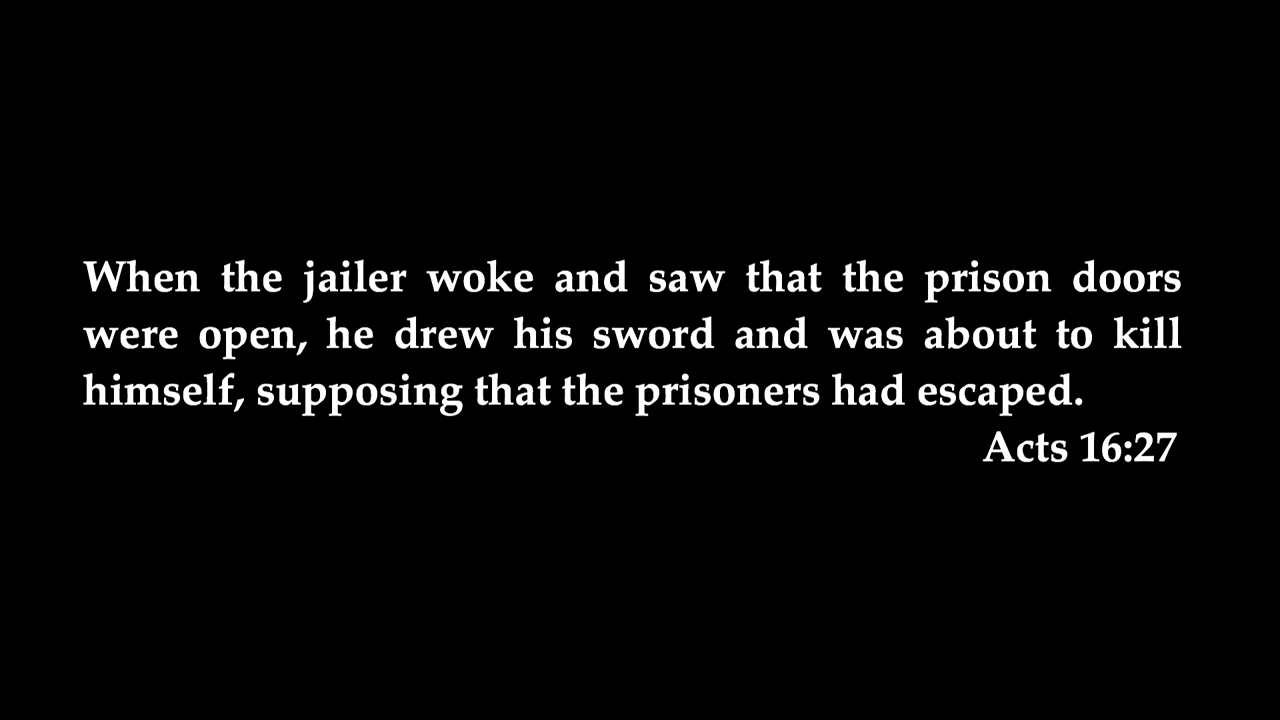 When the jailer woke and saw that the prison doors
were open, he drew his sword and was about to kill
himself, supposing that the prisoners had escaped.
Acts 16:27